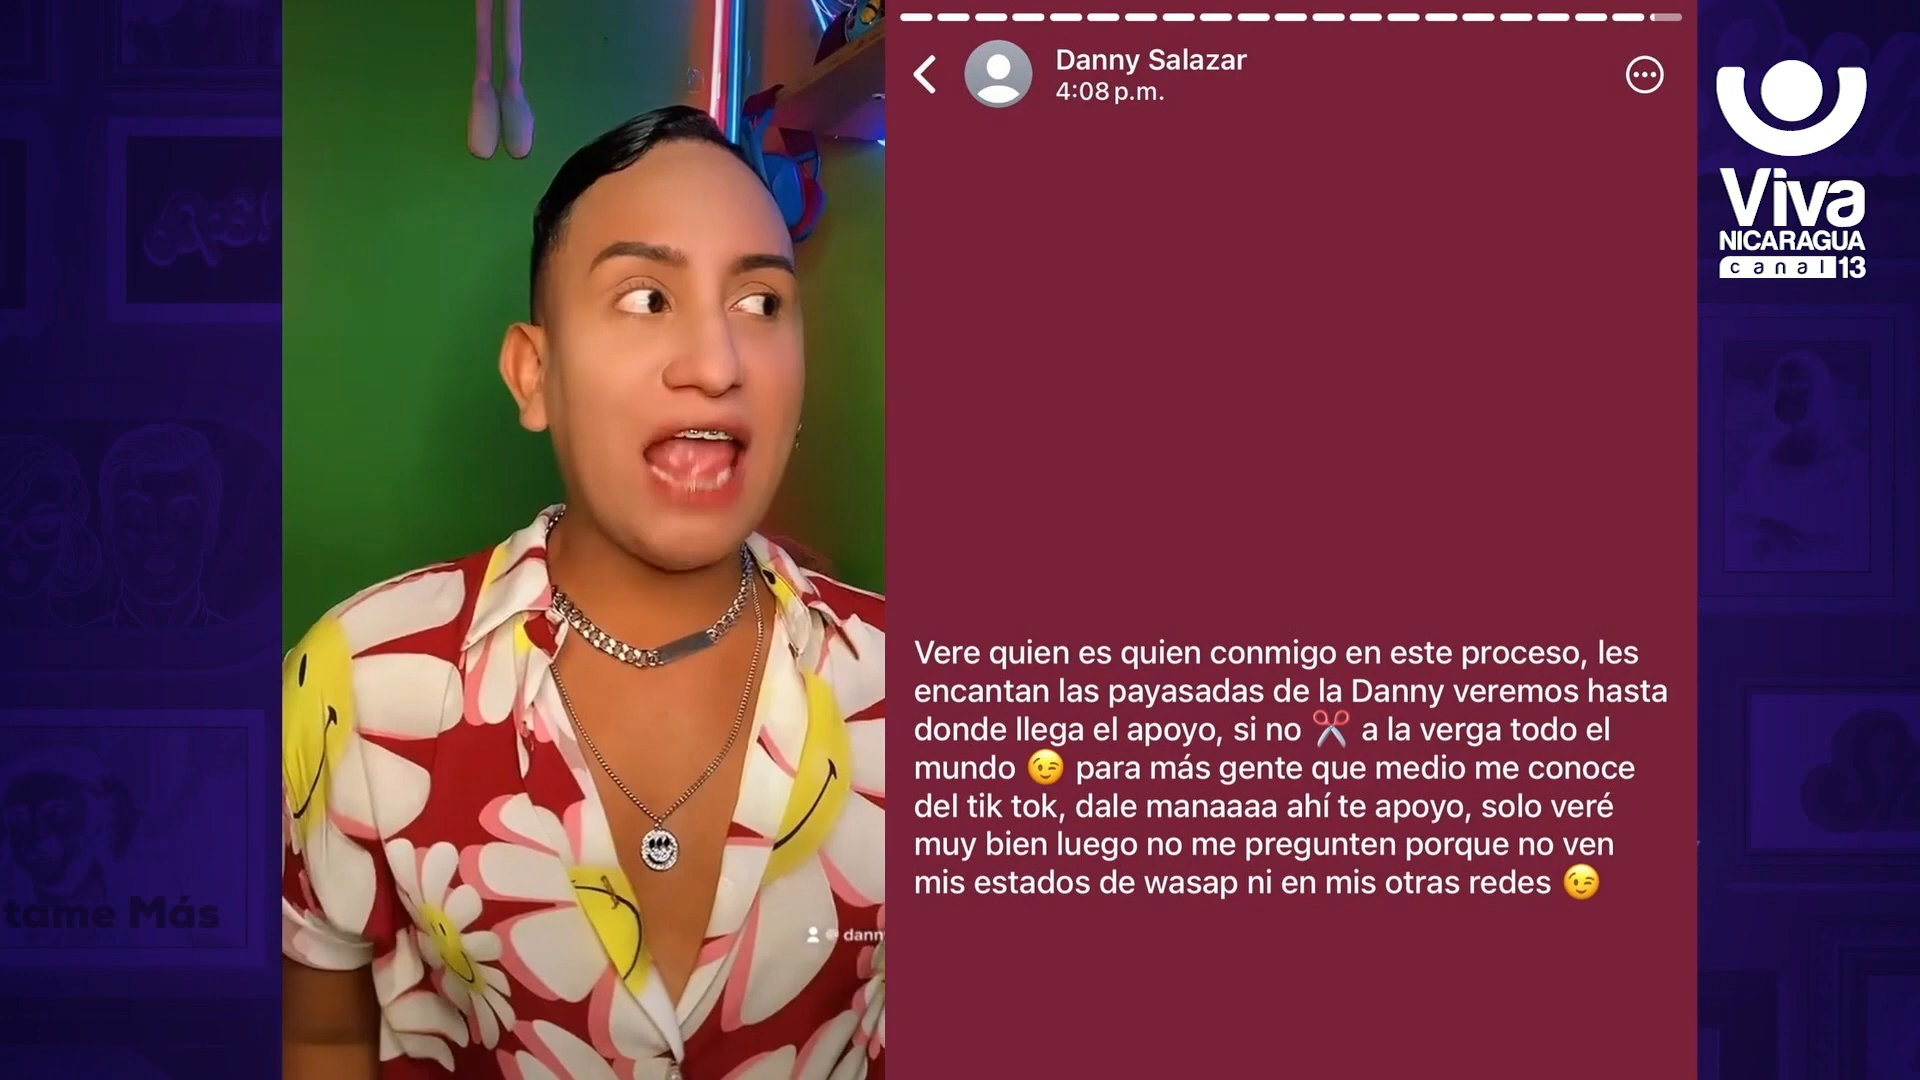 Danny Salazar
4:08 p.m.
Viva
NICARAGUA
canal 13
Vere quien es quien conmigo en este proceso, les
encantan las payasadas de la Danny veremos hasta
donde llega el apoyo, si no ✂️ a la verga todo el
mundo 😉 para más gente que medio me conoce
del tik tok, dale manaaaa ahí te apoyo, solo veré
muy bien luego no me pregunten porque no ven
mis estados de wasap ni en mis otras redes 😉
tame Más
@ dann